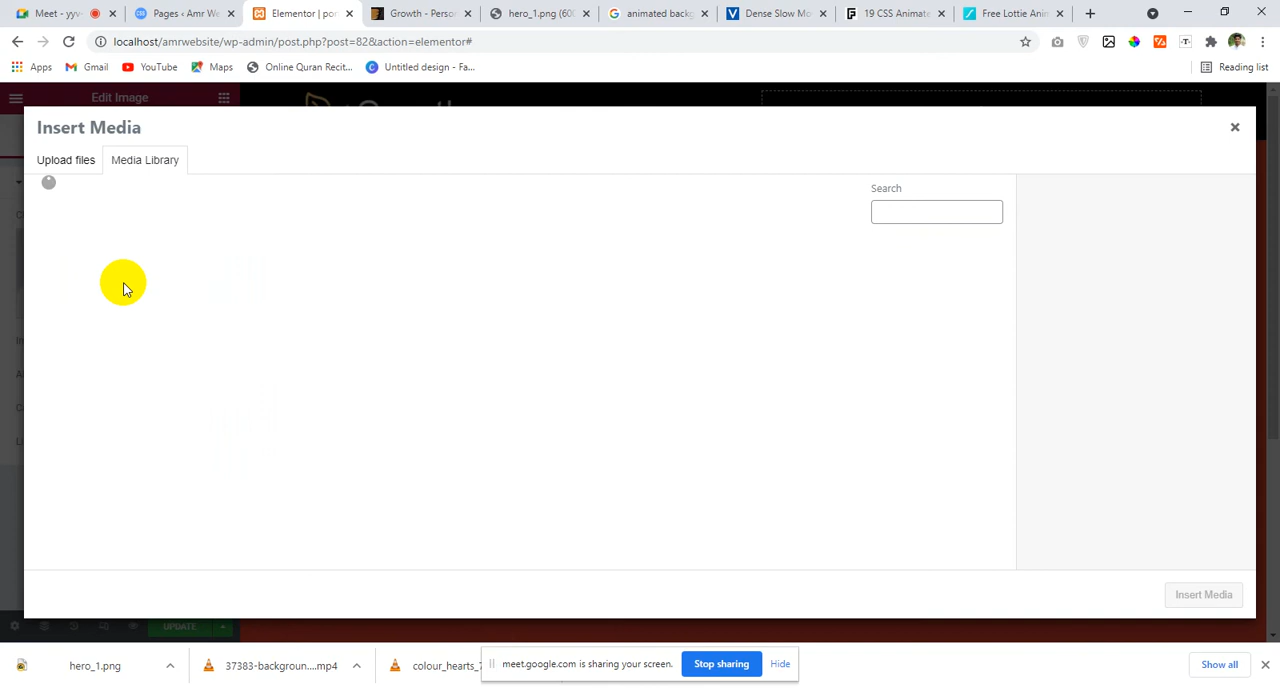 Meet - yyv- Pages ‹ Amr We Elementor | por Growth - Perso hero_1.png (600 animated backg Dense Slow Mo 19 CSS Animate Free Lottie Anin
localhost/amrwebsite/wp-admin/post.php?post=82&action=elementor#
Apps Gmail YouTube Maps Online Quran Recit... Untitled design - Fa... Reading list
Edit Image
Insert Media
Upload files Media Library
Search
Insert Media
UPDATE
hero_1.png 37383-backgroun....mp4 colour_hearts_ meet.google.com is sharing your screen. Stop sharing Hide Show all